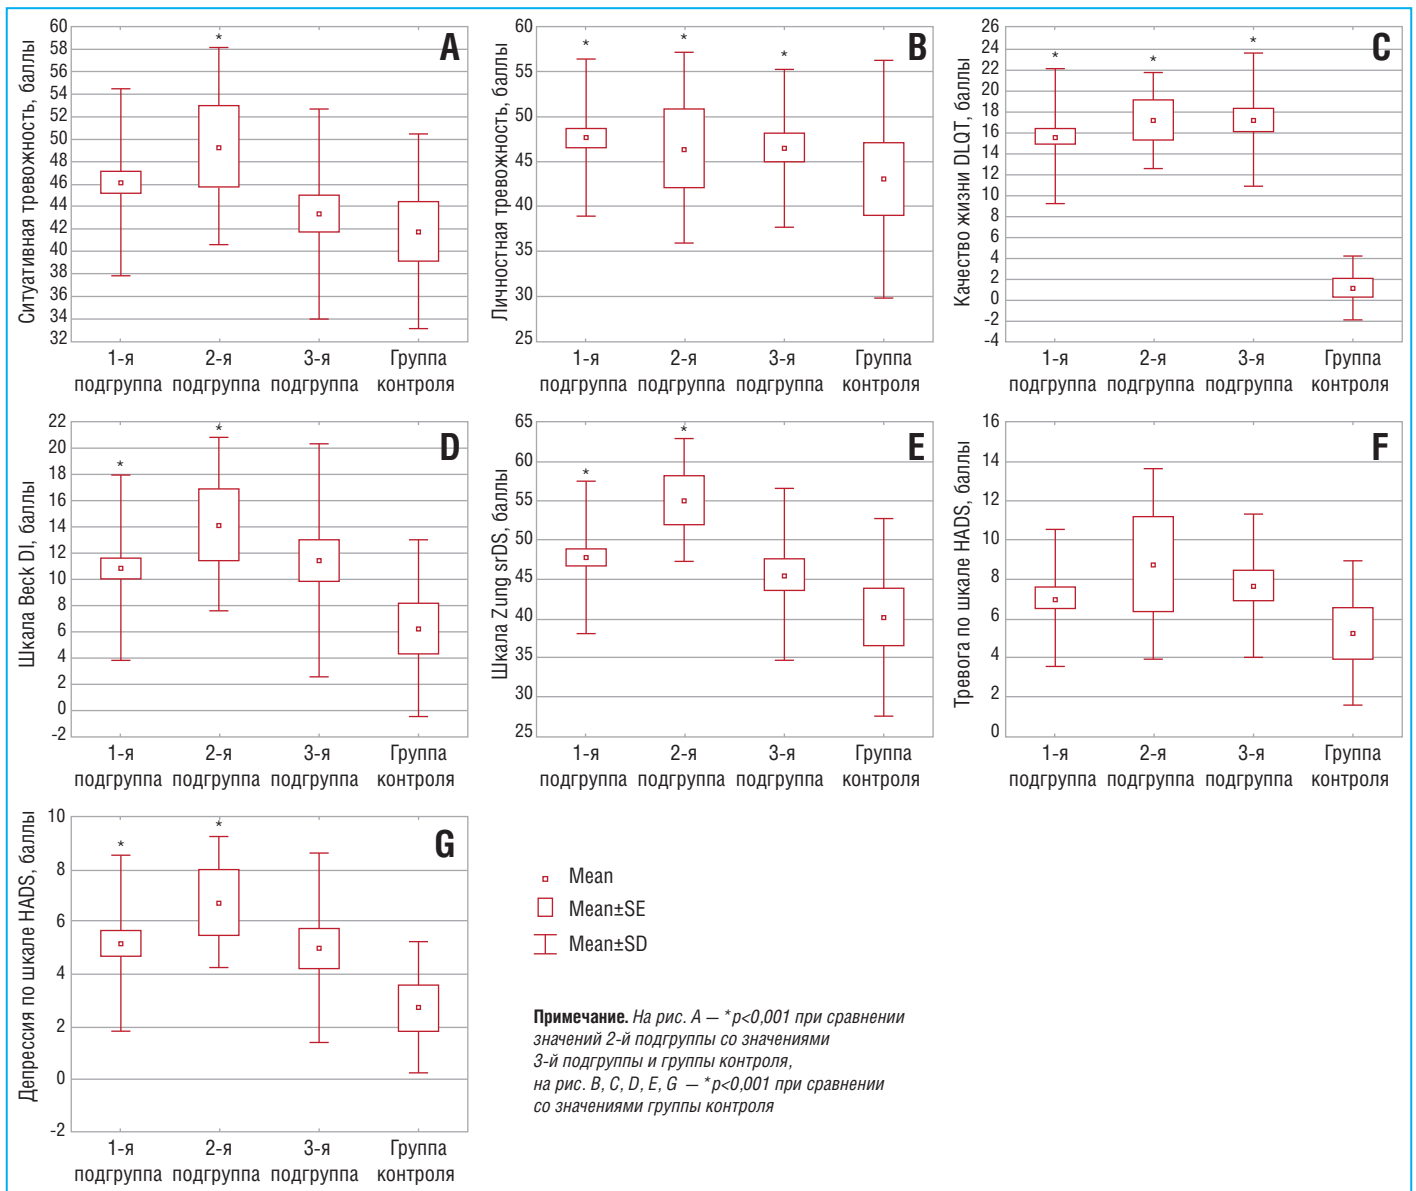 A
Ситуативная тревожность, баллы
60
58
56
54
52
50
48
46
44
42
40
38
36
34
32
*
1-я
подгруппа
2-я
подгруппа
3-я
подгруппа
Группа
контроля
B
Личностная тревожность, баллы
60
55
50
45
40
35
30
25
*
*
*
1-я
подгруппа
2-я
подгруппа
3-я
подгруппа
Группа
контроля
C
Качество жизни DLQT, баллы
26
24
22
20
18
16
14
12
10
8
6
4
2
0
-2
-4
*
*
*
1-я
подгруппа
2-я
подгруппа
3-я
подгруппа
Группа
контроля
D
Шкала Beck DI, баллы
22
20
18
16
14
12
10
8
6
4
2
0
-2
*
*
1-я
подгруппа
2-я
подгруппа
3-я
подгруппа
Группа
контроля
E
Шкала Zung srDS, баллы
65
60
55
50
45
40
35
30
25
*
*
1-я
подгруппа
2-я
подгруппа
3-я
подгруппа
Группа
контроля
F
Тревога по шкале HADS, баллы
16
14
12
10
8
6
4
2
0
1-я
подгруппа
2-я
подгруппа
3-я
подгруппа
Группа
контроля
G
Депрессия по шкале HADS, баллы
10
8
6
4
2
0
-2
*
*
1-я
подгруппа
2-я
подгруппа
3-я
подгруппа
Группа
контроля
Mean
Mean±SE
Mean±SD
Примечание. На рис. А — *p<0,001 при сравнении
значений 2-й подгруппы со значениями
3-й подгруппы и группы контроля,
на рис. B, C, D, E, G — *p<0,001 при сравнении
со значениями группы контроля